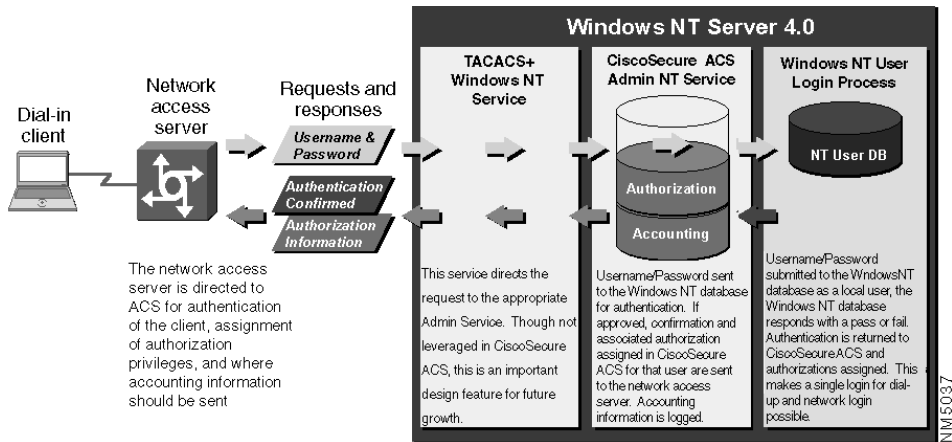 Windows NT Server 4.0
Dial-in
client
Network
access
server
Requests and
responses
Username &
Password
Authentication
Confirmed
Authorization
Information
The network access
server is directed to
ACS for authentication
of the client, assignment
of authorization
privileges, and where
accounting information
should be sent
TACACS+
Windows NT
Service
This service directs the
request to the appropriate
Admin Service. Though not
leveraged in CiscoSecure
ACS, this is an important
design feature for future
growth.
CiscoSecure ACS
Admin NT Service
Authorization
Accounting
Username/Password sent
to the Windows NT database
for authentication. If
approved, confirmation and
associated authorization
assigned in CiscoSecure
ACS for that user are sent
to the network access
server. Accounting
information is logged.
Windows NT User
Login Process
NT User DB
Username/Password
submitted to the WindowsNT
database as a local user, the
Windows NT database
responds with a pass or fail.
Authentication is returned to
CiscoSecureACS and
authorizations assigned. This a
makes a single login for dial-
up and network login
possible.
NM5037